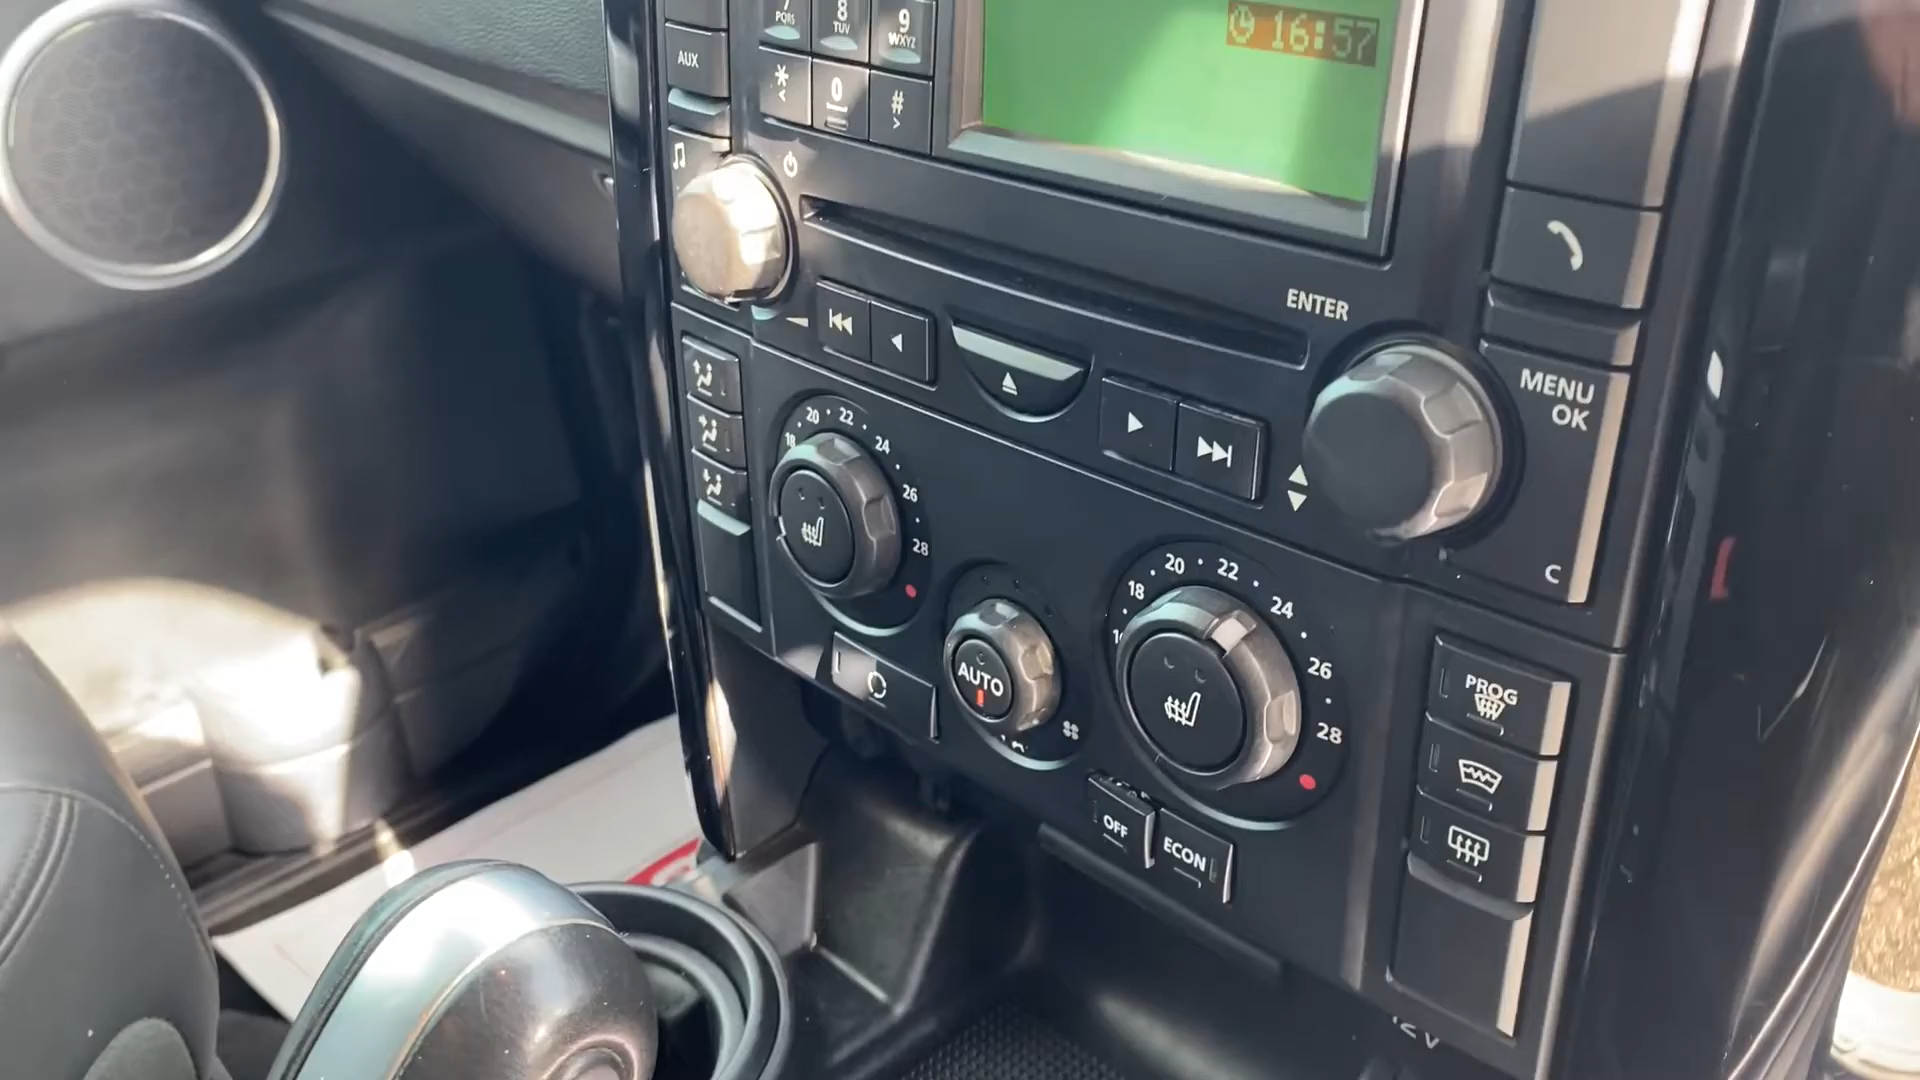 16:57
7
PQRS
8
TUV
9
WXYZ
AUX
*
<
0
#
>
ENTER
MENU
OK
C
18 20 22 24 26 28
AUTO
18 20 22 24 26 28
PROG
OFF
ECON
12V